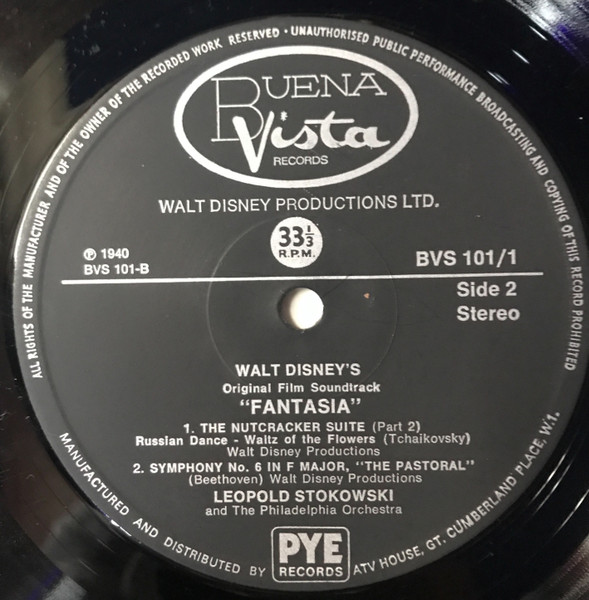 ALL RIGHTS OF THE MANUFACTURER AND OF THE OWNER OF THE RECORDED WORK RESERVED · UNAUTHORISED PUBLIC PERFORMANCE BROADCASTING AND COPYING OF THIS RECORD PROHIBITED
BUENA
Vista
RECORDS
WALT DISNEY PRODUCTIONS LTD.
33⅓
R.P.M.
℗ 1940
BVS 101-B
BVS 101/1
Side 2
Stereo
WALT DISNEY'S
Original Film Soundtrack
"FANTASIA"
1. THE NUTCRACKER SUITE (Part 2)
Russian Dance - Waltz of the Flowers (Tchaikovsky)
Walt Disney Productions
2. SYMPHONY No. 6 IN F MAJOR, "THE PASTORAL"
(Beethoven) Walt Disney Productions
LEOPOLD STOKOWSKI
and The Philadelphia Orchestra
MANUFACTURED AND DISTRIBUTED BY
PYE
RECORDS
ATV HOUSE, GT. CUMBERLAND PLACE, W.1.